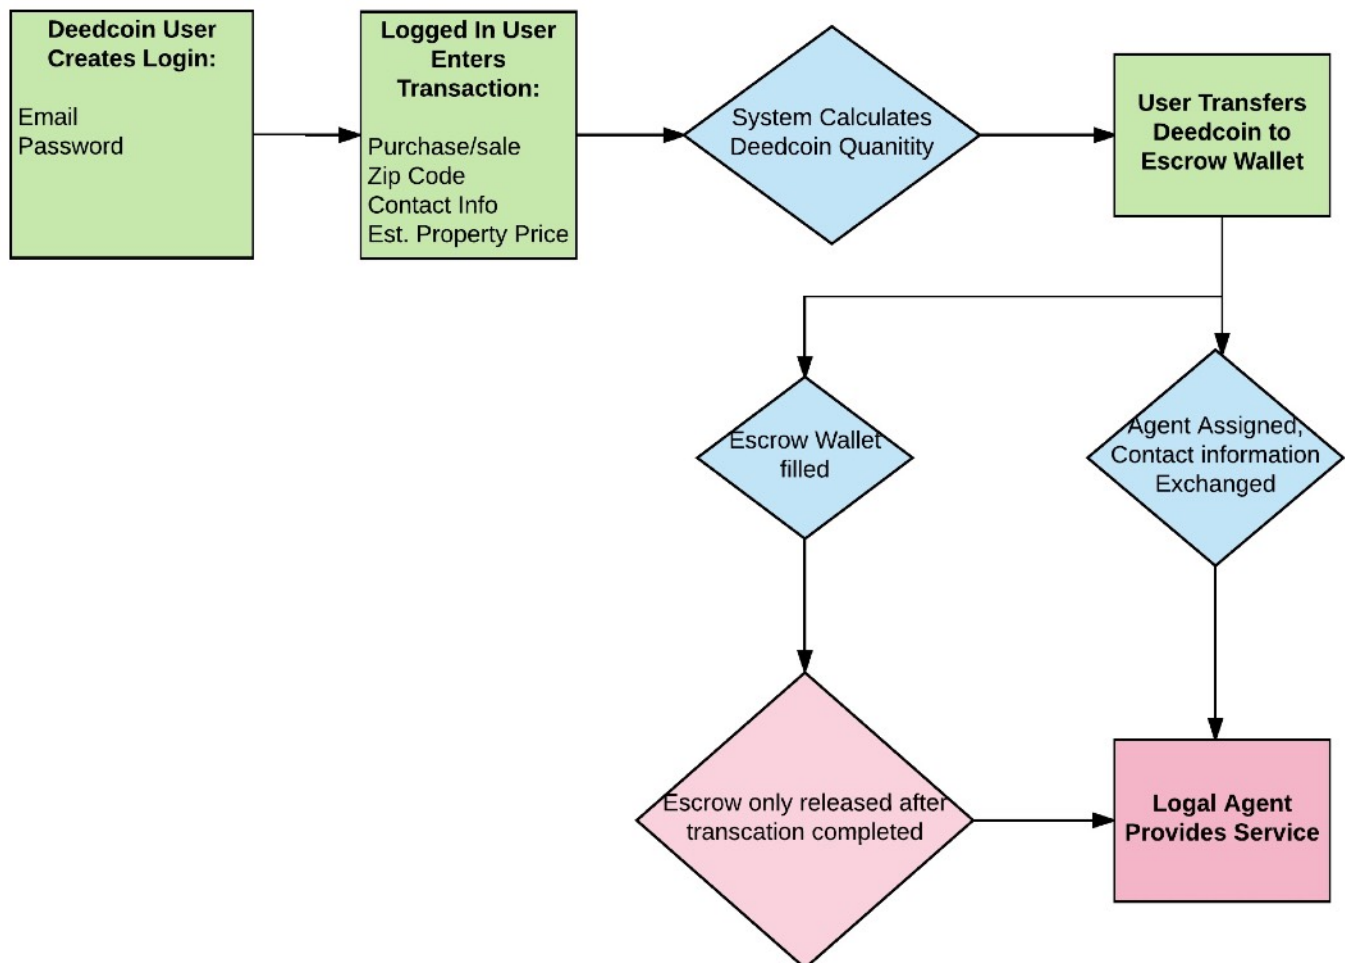 Deedcoin User
Creates Login:
Email
Password
Logged In User
Enters
Transaction:
Purchase/sale
Zip Code
Contact Info
Est. Property Price
System Calculates
Deedcoin Quanitity
User Transfers
Deedcoin to
Escrow Wallet
Escrow Wallet
filled
Agent Assigned,
Contact information
Exchanged
Escrow only released after
transcation completed
Logal Agent
Provides Service